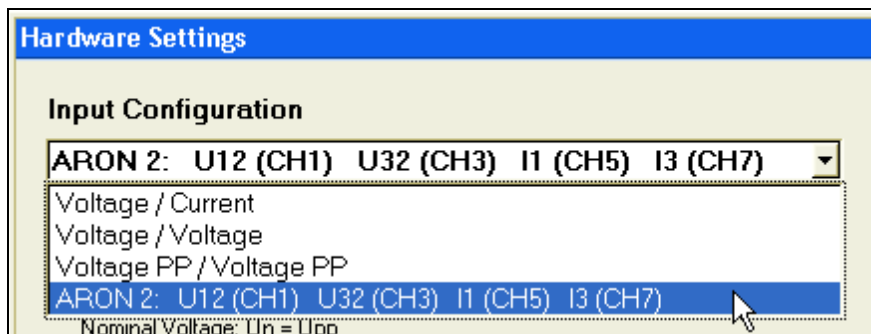 Hardware Settings
Input Configuration
ARON 2: U12 (CH1) U32 (CH3) I1 (CH5) I3 (CH7)
Voltage / Current
Voltage / Voltage
Voltage PP / Voltage PP
ARON 2: U12 (CH1) U32 (CH3) I1 (CH5) I3 (CH7)
Nominal Voltage: Un = Upp